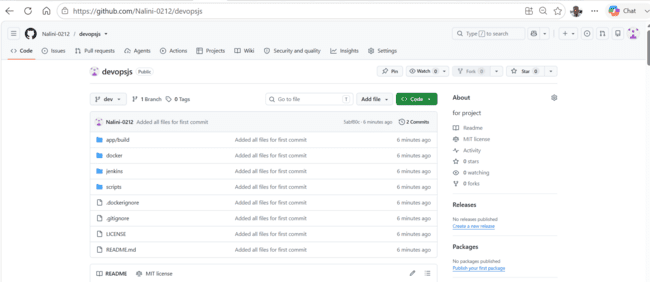 https://github.com/Nalini-0212/devopsjs
Chat
Nalini-0212 / devopsjs
Type / to search
Code Issues Pull requests Agents Actions Projects Wiki Security and quality Insights Settings
devopsjs Public
Pin Watch 0 Fork 0 Star 0
dev 1 Branch 0 Tags
Go to file t
Add file Code
Nalini-0212 Added all files for first commit
6 minutes ago 2 Commits
app/build Added all files for first commit 6 minutes ago
docker Added all files for first commit 6 minutes ago
jenkins Added all files for first commit 6 minutes ago
scripts Added all files for first commit 6 minutes ago
.dockerignore Added all files for first commit 6 minutes ago
.gitignore Added all files for first commit 6 minutes ago
LICENSE Added all files for first commit 6 minutes ago
README.md Added all files for first commit 6 minutes ago
README MIT license
About
for project
Readme
MIT license
Activity
0 stars
0 watching
0 forks
Releases
No releases published
Create a new release
Packages
No packages published
Publish your first package